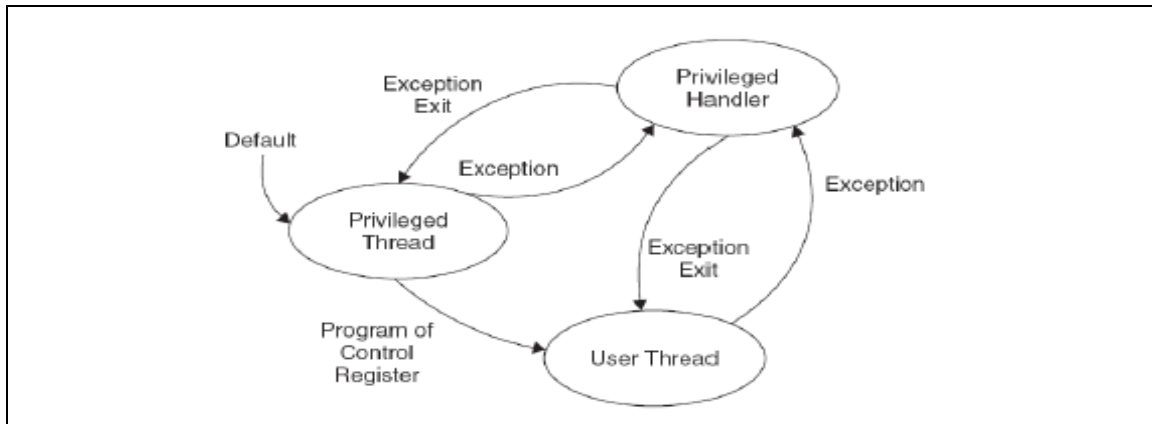 Privileged
Handler
Exception
Exit
Default
Exception
Exception
Privileged
Thread
Exception
Exit
Program of
Control
Register
User Thread